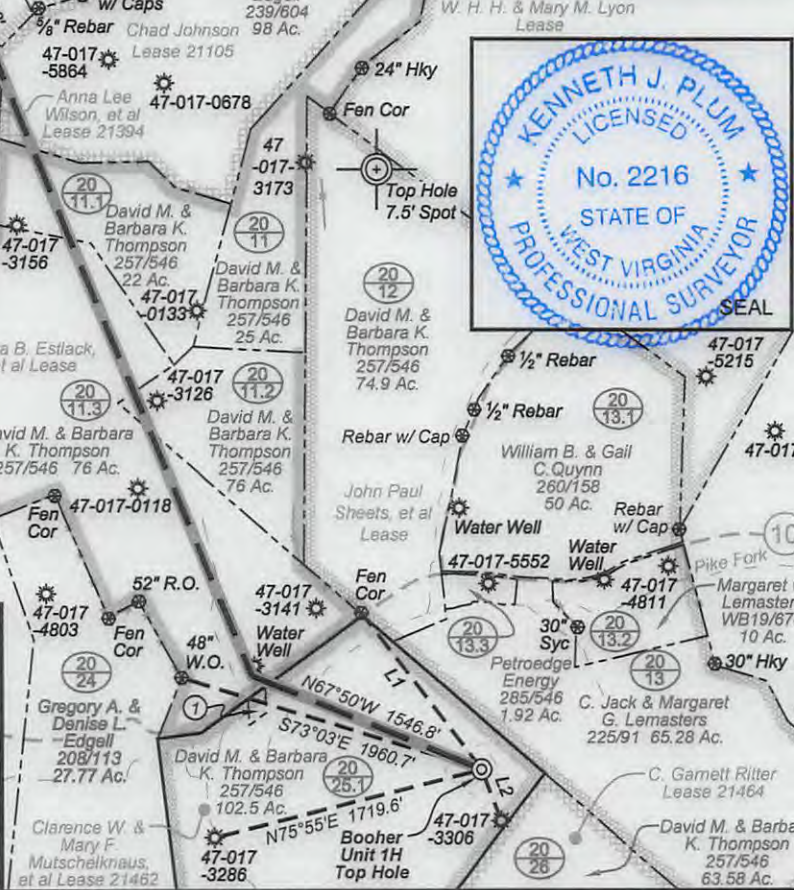 w/ Caps
⅝" Rebar
239/604
98 Ac.
Chad Johnson
Lease 21105
47-017
-5864
47-017-0678
Anna Lee
Wilson, et al
Lease 21394
W. H. H. & Mary M. Lyon
Lease
24" Hky
Fen Cor
47
-017-
3173
Top Hole
7.5' Spot
KENNETH J. PLUM
LICENSED
No. 2216
STATE OF
WEST VIRGINIA
PROFESSIONAL SURVEYOR
SEAL
20
11.1
David M. &
Barbara K.
Thompson
257/546
22 Ac.
47-017
-3156
47-017
-0133
20
11
David M. &
Barbara K.
Thompson
257/546
25 Ac.
20
12
David M. &
Barbara K.
Thompson
257/546
74.9 Ac.
a B. Estlack,
et al Lease
20
11.3
David M. & Barbara
K. Thompson
257/546 76 Ac.
47-017
-3126
20
11.2
David M. &
Barbara K.
Thompson
257/546
76 Ac.
½" Rebar
½" Rebar
Rebar w/ Cap
20
13.1
William B. & Gail
C.Quynn
260/158
50 Ac.
47-017
-5215
47-017
John Paul
Sheets, et al
Lease
Water Well
Rebar
w/ Cap
47-017-0118
Fen
Cor
52" R.O.
47-017
-4803
Fen
Cor
48"
W.O.
47-017
-3141
Water
Well
Fen
Cor
47-017-5552
Water
Well
47-017
-4811
10
Pike Fork
Margaret
Lemaster
WB19/67
10 Ac.
20
13.3
30"
Syc
20
13.2
Petroedge
Energy
285/546
1.92 Ac.
20
13
C. Jack & Margaret
G. Lemasters
225/91 65.28 Ac.
30" Hky
20
24
Gregory A. &
Denise L.
Edgell
208/113
27.77 Ac.
1
L1
N67°50'W 1546.8'
S73°03'E 1960.7'
David M. & Barbara
K. Thompson
257/546
102.5 Ac.
20
25.1
N75°55'E 1719.6'
L2
Clarence W. &
Mary F.
Mutschelknaus,
et al Lease 21462
47-017
-3286
Booher
Unit 1H
Top Hole
47-017
-3306
20
26
C. Garnett Ritter
Lease 21464
David M. & Barba
K. Thompson
257/546
63.58 Ac.